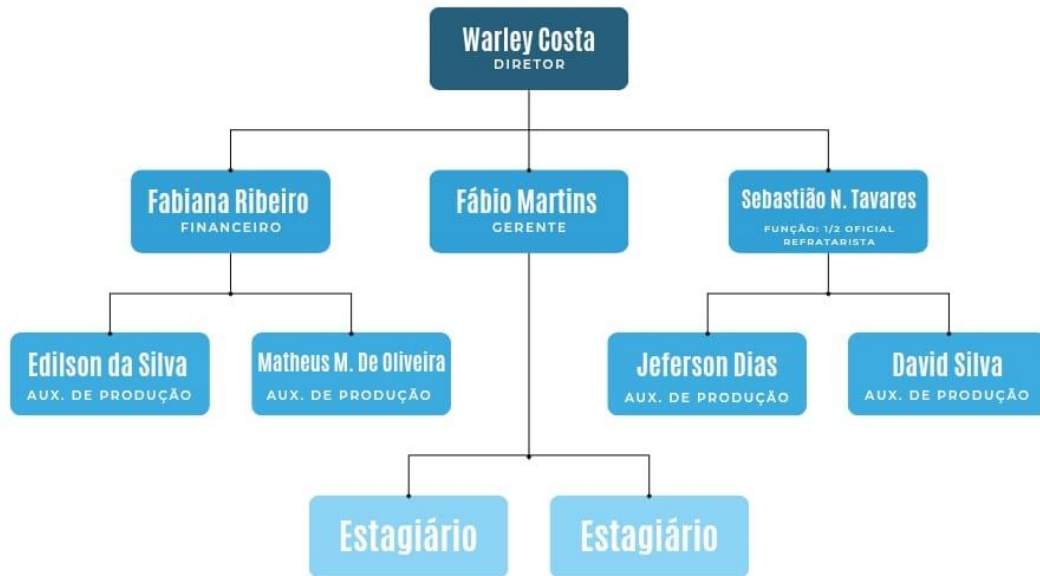 Warley Costa
DIRETOR
Fabiana Ribeiro
FINANCEIRO
Fábio Martins
GERENTE
Sebastião N. Tavares
FUNÇÃO: 1/2 OFICIAL
REFRATARISTA
Edilson da Silva
AUX. DE PRODUÇÃO
Matheus M. De Oliveira
AUX. DE PRODUÇÃO
Jeferson Dias
AUX. DE PRODUÇÃO
David Silva
AUX. DE PRODUÇÃO
Estagiário
Estagiário